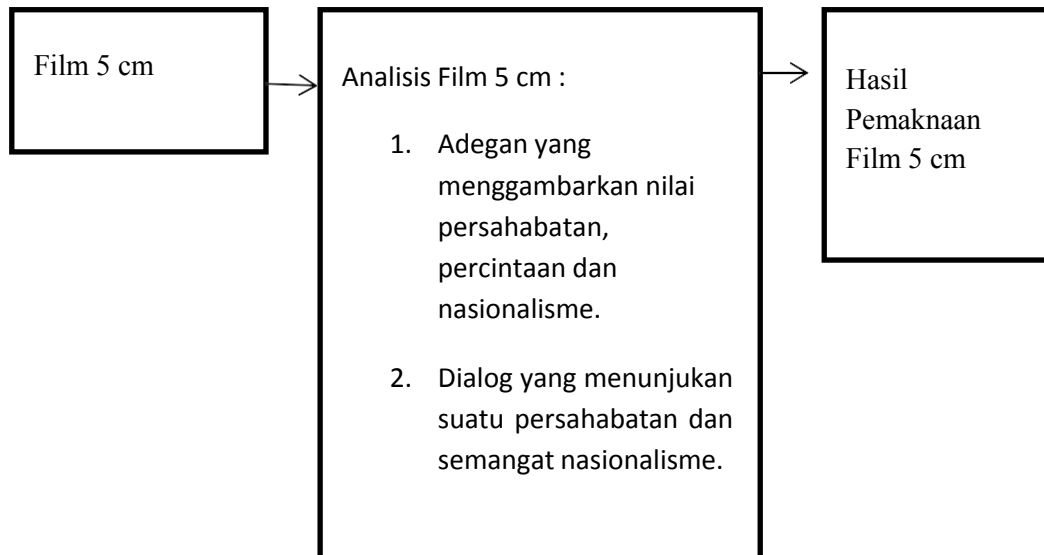 Film 5 cm
Analisis Film 5 cm :
1. Adegan yang
menggambarkan nilai
persahabatan,
percintaan dan
nasionalisme.
2. Dialog yang menunjukan
suatu persahabatan dan
semangat nasionalisme.
Hasil
Pemaknaan
Film 5 cm